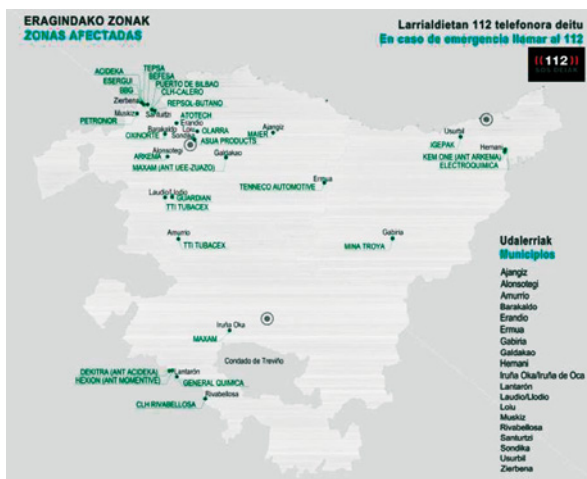 ERAGINDAKO ZONAK
ZONAS AFECTADAS
Larrialdietan 112 telefonora deitu
En caso de emergencia llamar al 112
112
SOS DEIAK
TEPSA
ACIDEKA
BEFESA
ESERGUI
PUERTO DE BILBAO
BBG
CLH-CALERO
Zierbena
REPSOL-BUTANO
Muskiz
Santurtzi
ATOTECH
PETRONOR
Erandio
Barakaldo
Loiu
OLARRA
Ajangiz
OXINORTE
Sondika
ASUA PRODUCTS
MAIER
Alonsotegi
ARKEMA
Galdakao
MAXAM (ANT UEE-ZUAZO)
Usurbil
IGEPAK
Hernani
KEM ONE (ANT ARKEMA)
ELECTROQUIMICA
Ermua
TENNECO AUTOMOTIVE
Laudio/Llodio
GUARDIAN
TTI TUBACEX
Amurrio
TTI TUBACEX
Gabiria
MINA TROYA
Iruña Oka
MAXAM
Condado de Treviño
DEKITRA (ANT ACIDEKA)
Lantarón
HEXION (ANT MOMENTIVE)
GENERAL QUIMICA
Rivabellosa
CLH RIVABELLOSA
Udalerriak
Municipios
Ajangiz
Alonsotegi
Amurrio
Barakaldo
Erandio
Ermua
Gabiria
Galdakao
Hernani
Iruña Oka/Iruña de Oca
Lantarón
Laudio/Llodio
Loiu
Muskiz
Rivabellosa
Santurtzi
Sondika
Usurbil
Zierbena